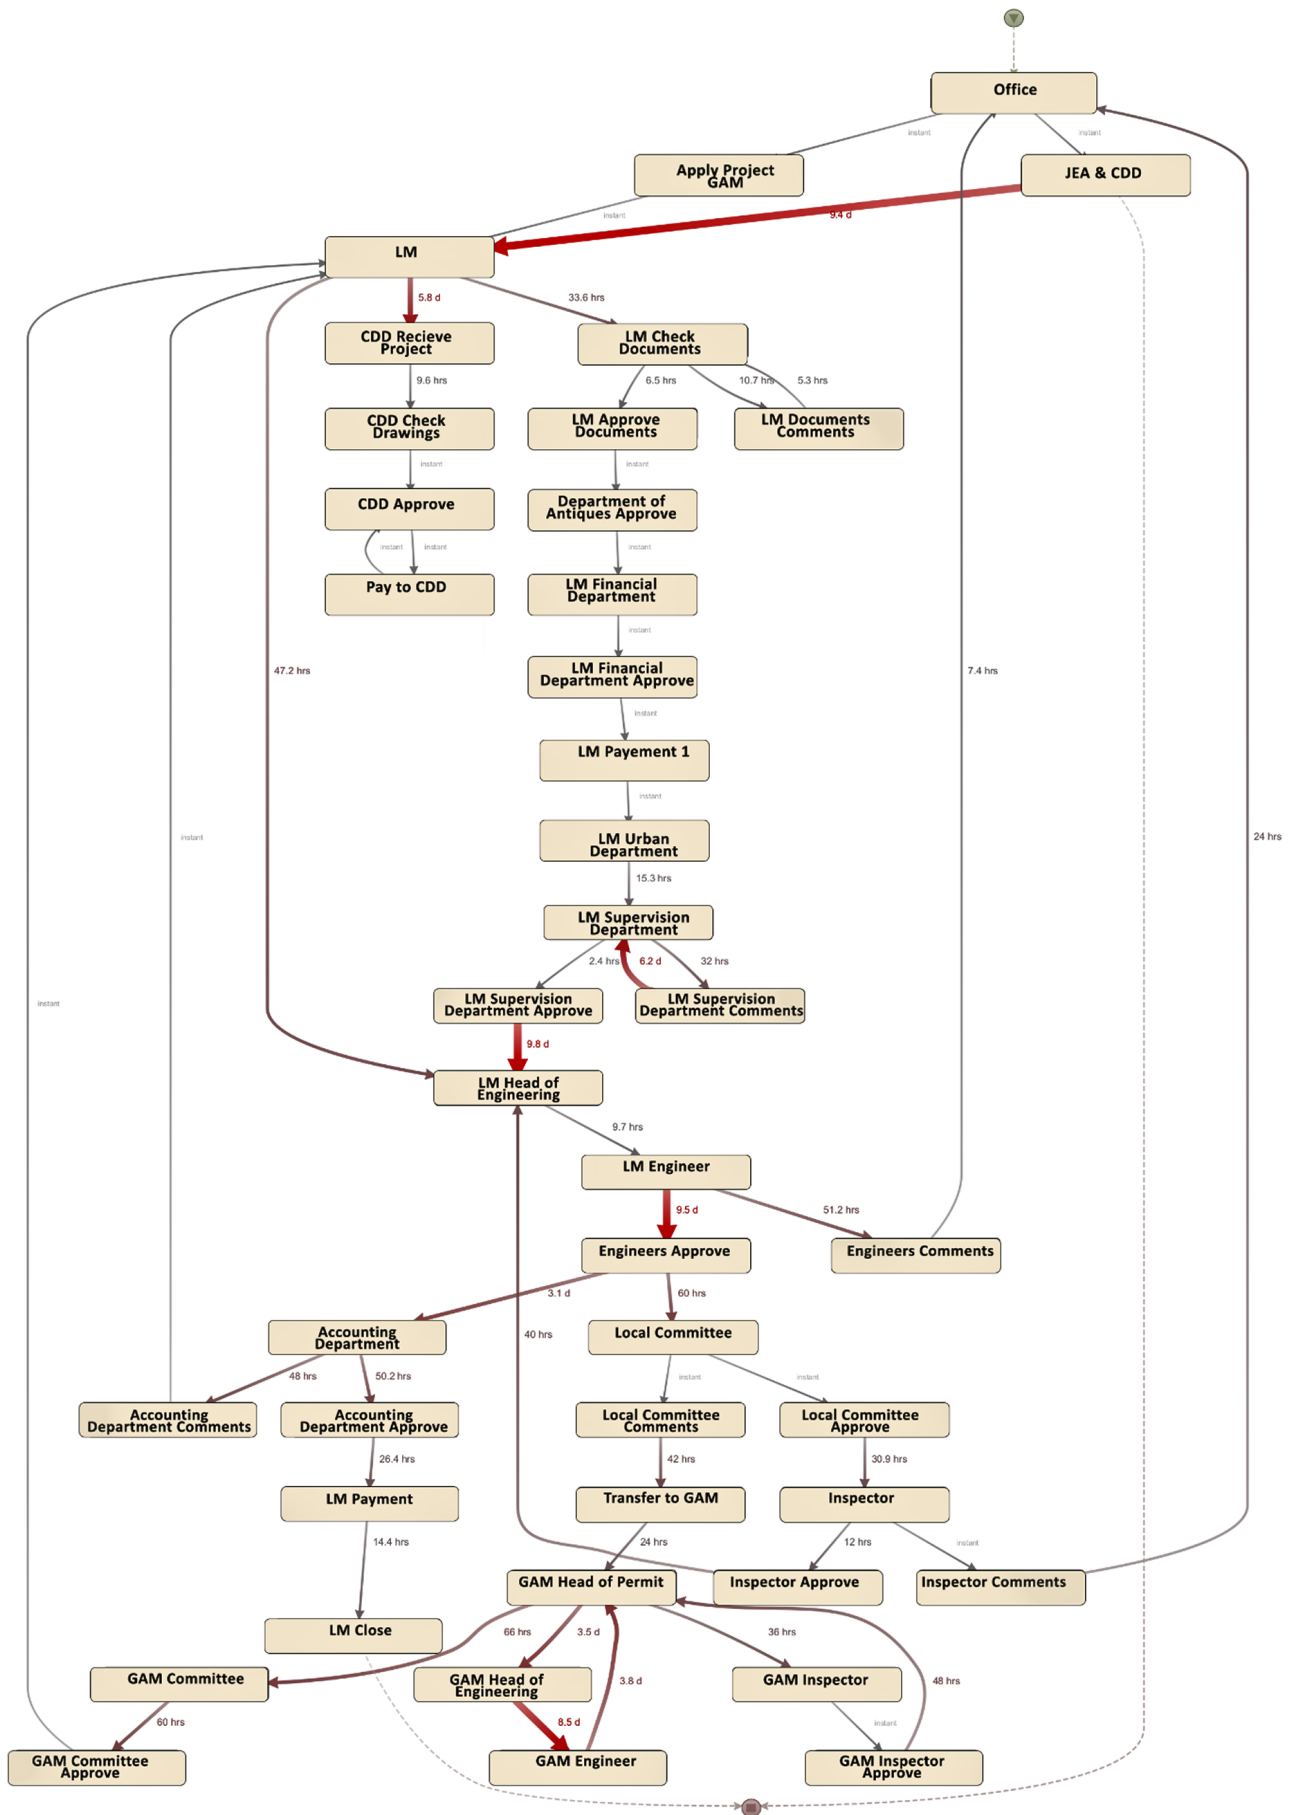 Office
instant
instant
Apply Project
GAM
JEA & CDD
instant
9.4 d
LM
5.8 d
33.6 hrs
CDD Recieve
Project
LM Check
Documents
9.6 hrs
6.5 hrs
10.7 hrs
5.3 hrs
CDD Check
Drawings
LM Approve
Documents
LM Documents
Comments
instant
instant
CDD Approve
Department of
Antiques Approve
instant
instant
instant
Pay to CDD
LM Financial
Department
instant
47.2 hrs
LM Financial
Department Approve
7.4 hrs
instant
LM Payement 1
instant
instant
LM Urban
Department
24 hrs
15.3 hrs
LM Supervision
Department
2.4 hrs
6.2 d
32 hrs
LM Supervision
Department Approve
LM Supervision
Department Comments
instant
9.8 d
LM Head of
Engineering
9.7 hrs
LM Engineer
9.5 d
51.2 hrs
Engineers Approve
Engineers Comments
3.1 d
60 hrs
Accounting
Department
Local Committee
40 hrs
48 hrs
50.2 hrs
instant
instant
Accounting
Department Comments
Accounting
Department Approve
Local Committee
Comments
Local Committee
Approve
26.4 hrs
42 hrs
30.9 hrs
LM Payment
Transfer to GAM
Inspector
14.4 hrs
24 hrs
12 hrs
instant
GAM Head of Permit
Inspector Approve
Inspector Comments
LM Close
66 hrs
3.5 d
36 hrs
GAM Committee
GAM Head of
Engineering
3.8 d
GAM Inspector
48 hrs
60 hrs
8.5 d
instant
GAM Committee
Approve
GAM Engineer
GAM Inspector
Approve